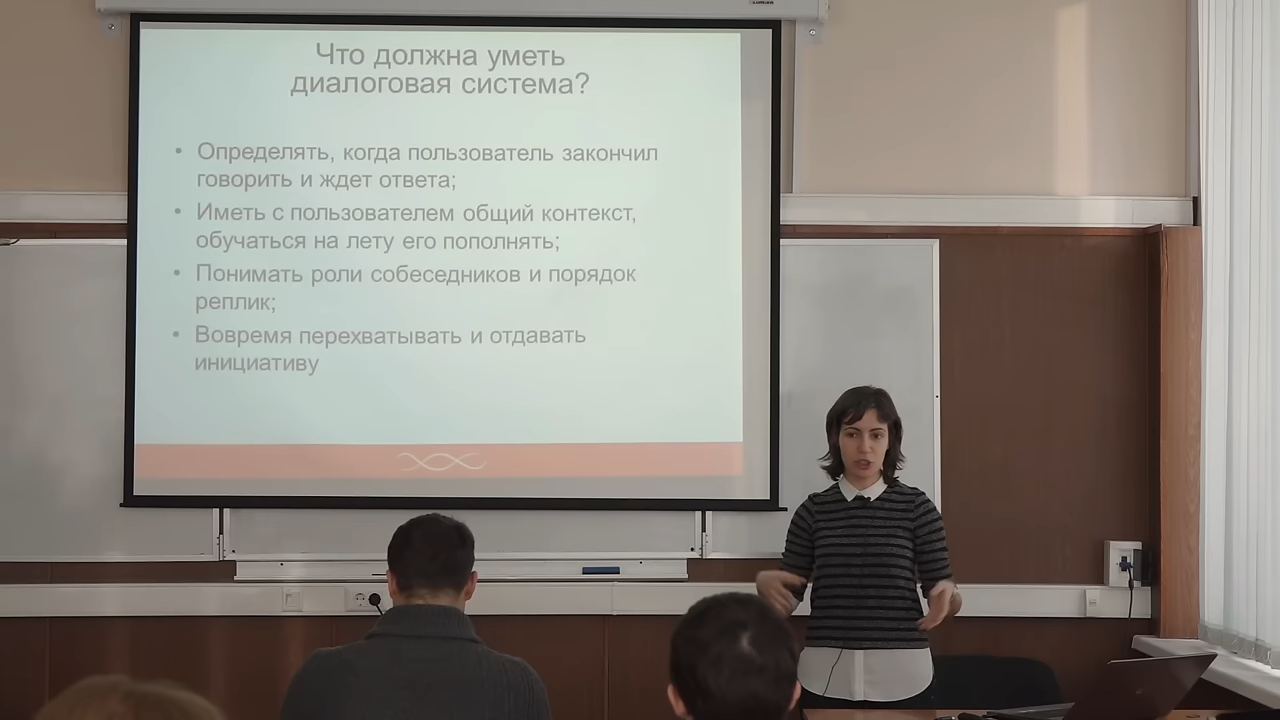 Что должна уметь
диалоговая система?
• Определять, когда пользователь закончил
говорить и ждет ответа;
• Иметь с пользователем общий контекст,
обучаться на лету его пополнять;
• Понимать роли собеседников и порядок
реплик;
• Вовремя перехватывать и отдавать
инициативу